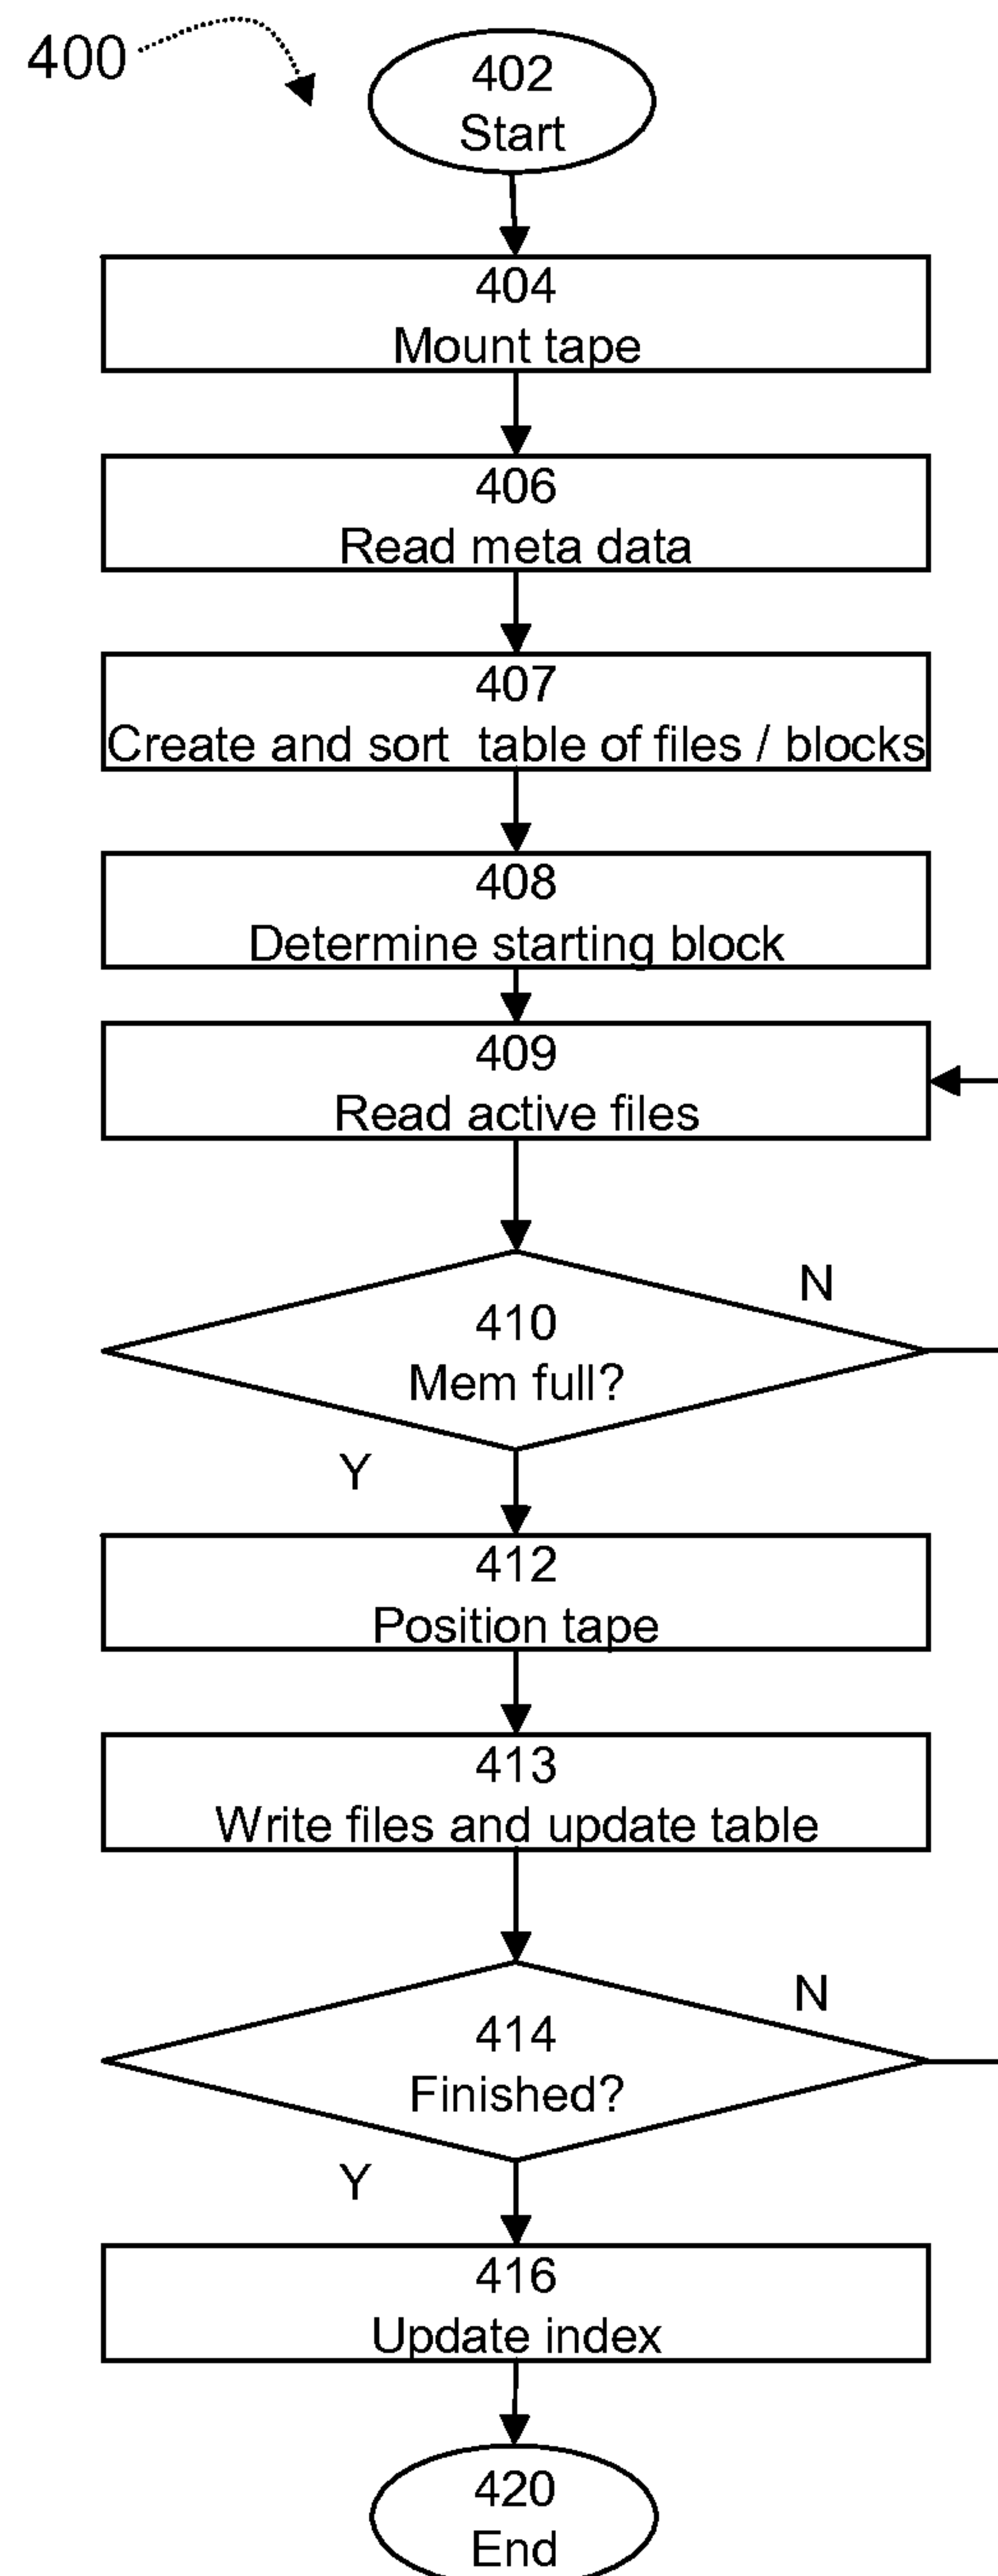 400
402
Start
404
Mount tape
406
Read meta data
407
Create and sort table of files / blocks
408
Determine starting block
409
Read active files
N
410
Mem full?
Y
412
Position tape
413
Write files and update table
N
414
Finished?
Y
416
Update index
420
End